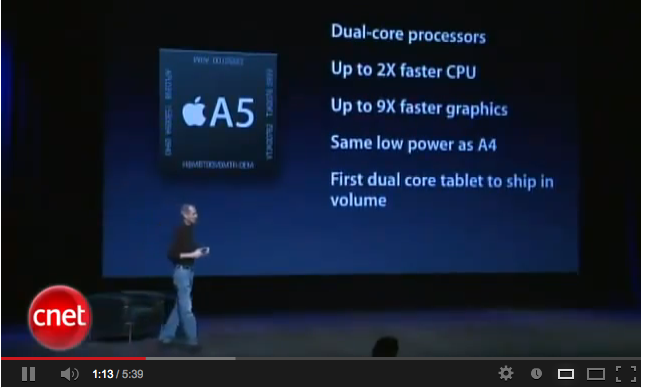 Dual-core processors
Up to 2X faster CPU
A5
Up to 9X faster graphics
Same low power as A4
First dual core tablet to ship in
volume
cnet
1:13 / 5:39